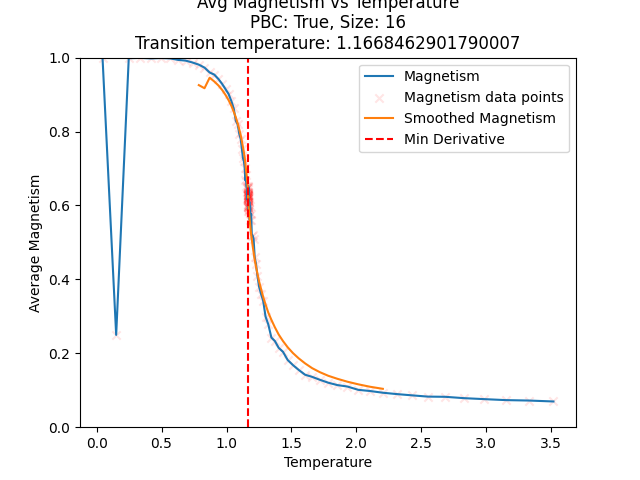 Avg Magnetism vs Temperature
PBC: True, Size: 16
Transition temperature: 1.1668462901790007
1.0
0.8
0.6
0.4
0.2
0.0
Average Magnetism
Magnetism
Magnetism data points
Smoothed Magnetism
Min Derivative
0.0 0.5 1.0 1.5 2.0 2.5 3.0 3.5
Temperature